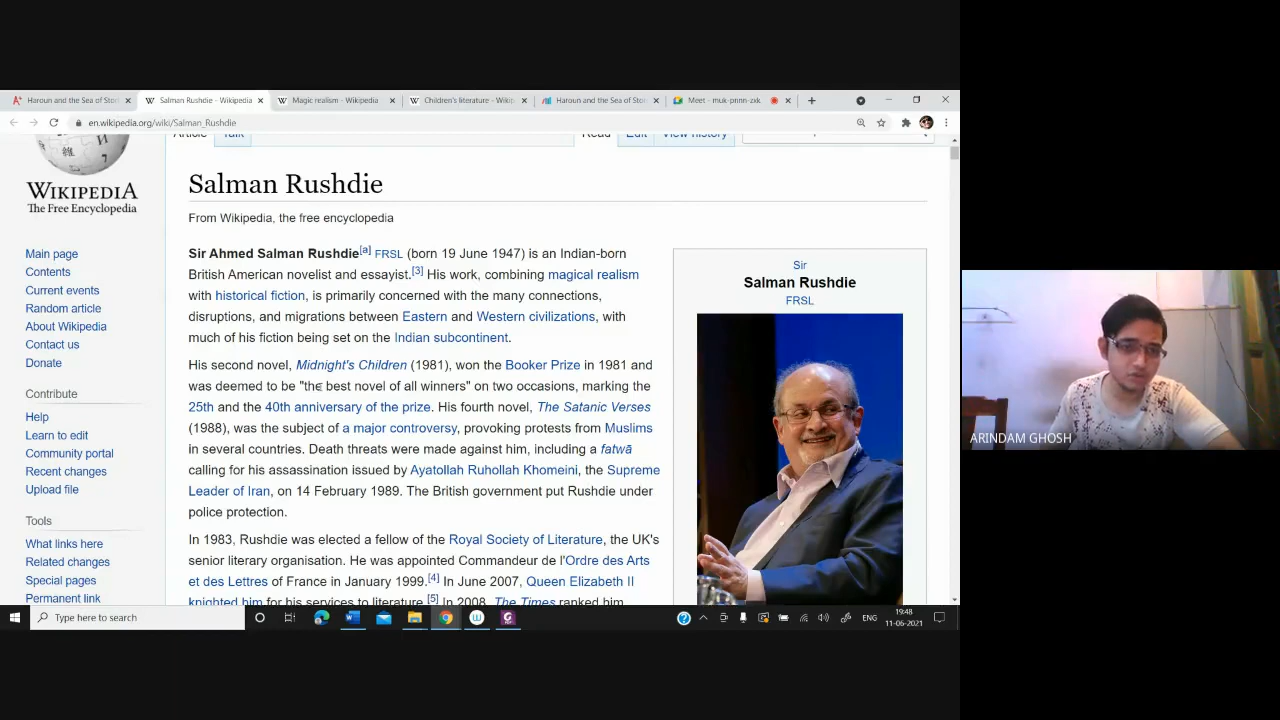 Haroun and the Sea of Stor
Salman Rushdie - Wikipedia
Magic realism - Wikipedia
Children's literature - Wikip
Haroun and the Sea of Stor
Meet - muk-pnnn-zxk
en.wikipedia.org/wiki/Salman_Rushdie
Article Talk Read Edit View history
WIKIPEDIA
The Free Encyclopedia
Main page
Contents
Current events
Random article
About Wikipedia
Contact us
Donate
Contribute
Help
Learn to edit
Community portal
Recent changes
Upload file
Tools
What links here
Related changes
Special pages
Permanent link
Salman Rushdie
From Wikipedia, the free encyclopedia
Sir Ahmed Salman Rushdie[a] FRSL (born 19 June 1947) is an Indian-born
British American novelist and essayist.[3] His work, combining magical realism
with historical fiction, is primarily concerned with the many connections,
disruptions, and migrations between Eastern and Western civilizations, with
much of his fiction being set on the Indian subcontinent.
His second novel, Midnight's Children (1981), won the Booker Prize in 1981 and
was deemed to be "the best novel of all winners" on two occasions, marking the
25th and the 40th anniversary of the prize. His fourth novel, The Satanic Verses
(1988), was the subject of a major controversy, provoking protests from Muslims
in several countries. Death threats were made against him, including a fatwā
calling for his assassination issued by Ayatollah Ruhollah Khomeini, the Supreme
Leader of Iran, on 14 February 1989. The British government put Rushdie under
police protection.
In 1983, Rushdie was elected a fellow of the Royal Society of Literature, the UK's
senior literary organisation. He was appointed Commandeur de l'Ordre des Arts
et des Lettres of France in January 1999.[4] In June 2007, Queen Elizabeth II
knighted him for his services to literature.[5] In 2008, The Times ranked him
Sir
Salman Rushdie
FRSL
ARINDAM GHOSH
Type here to search
ENG
19:48
11-06-2021